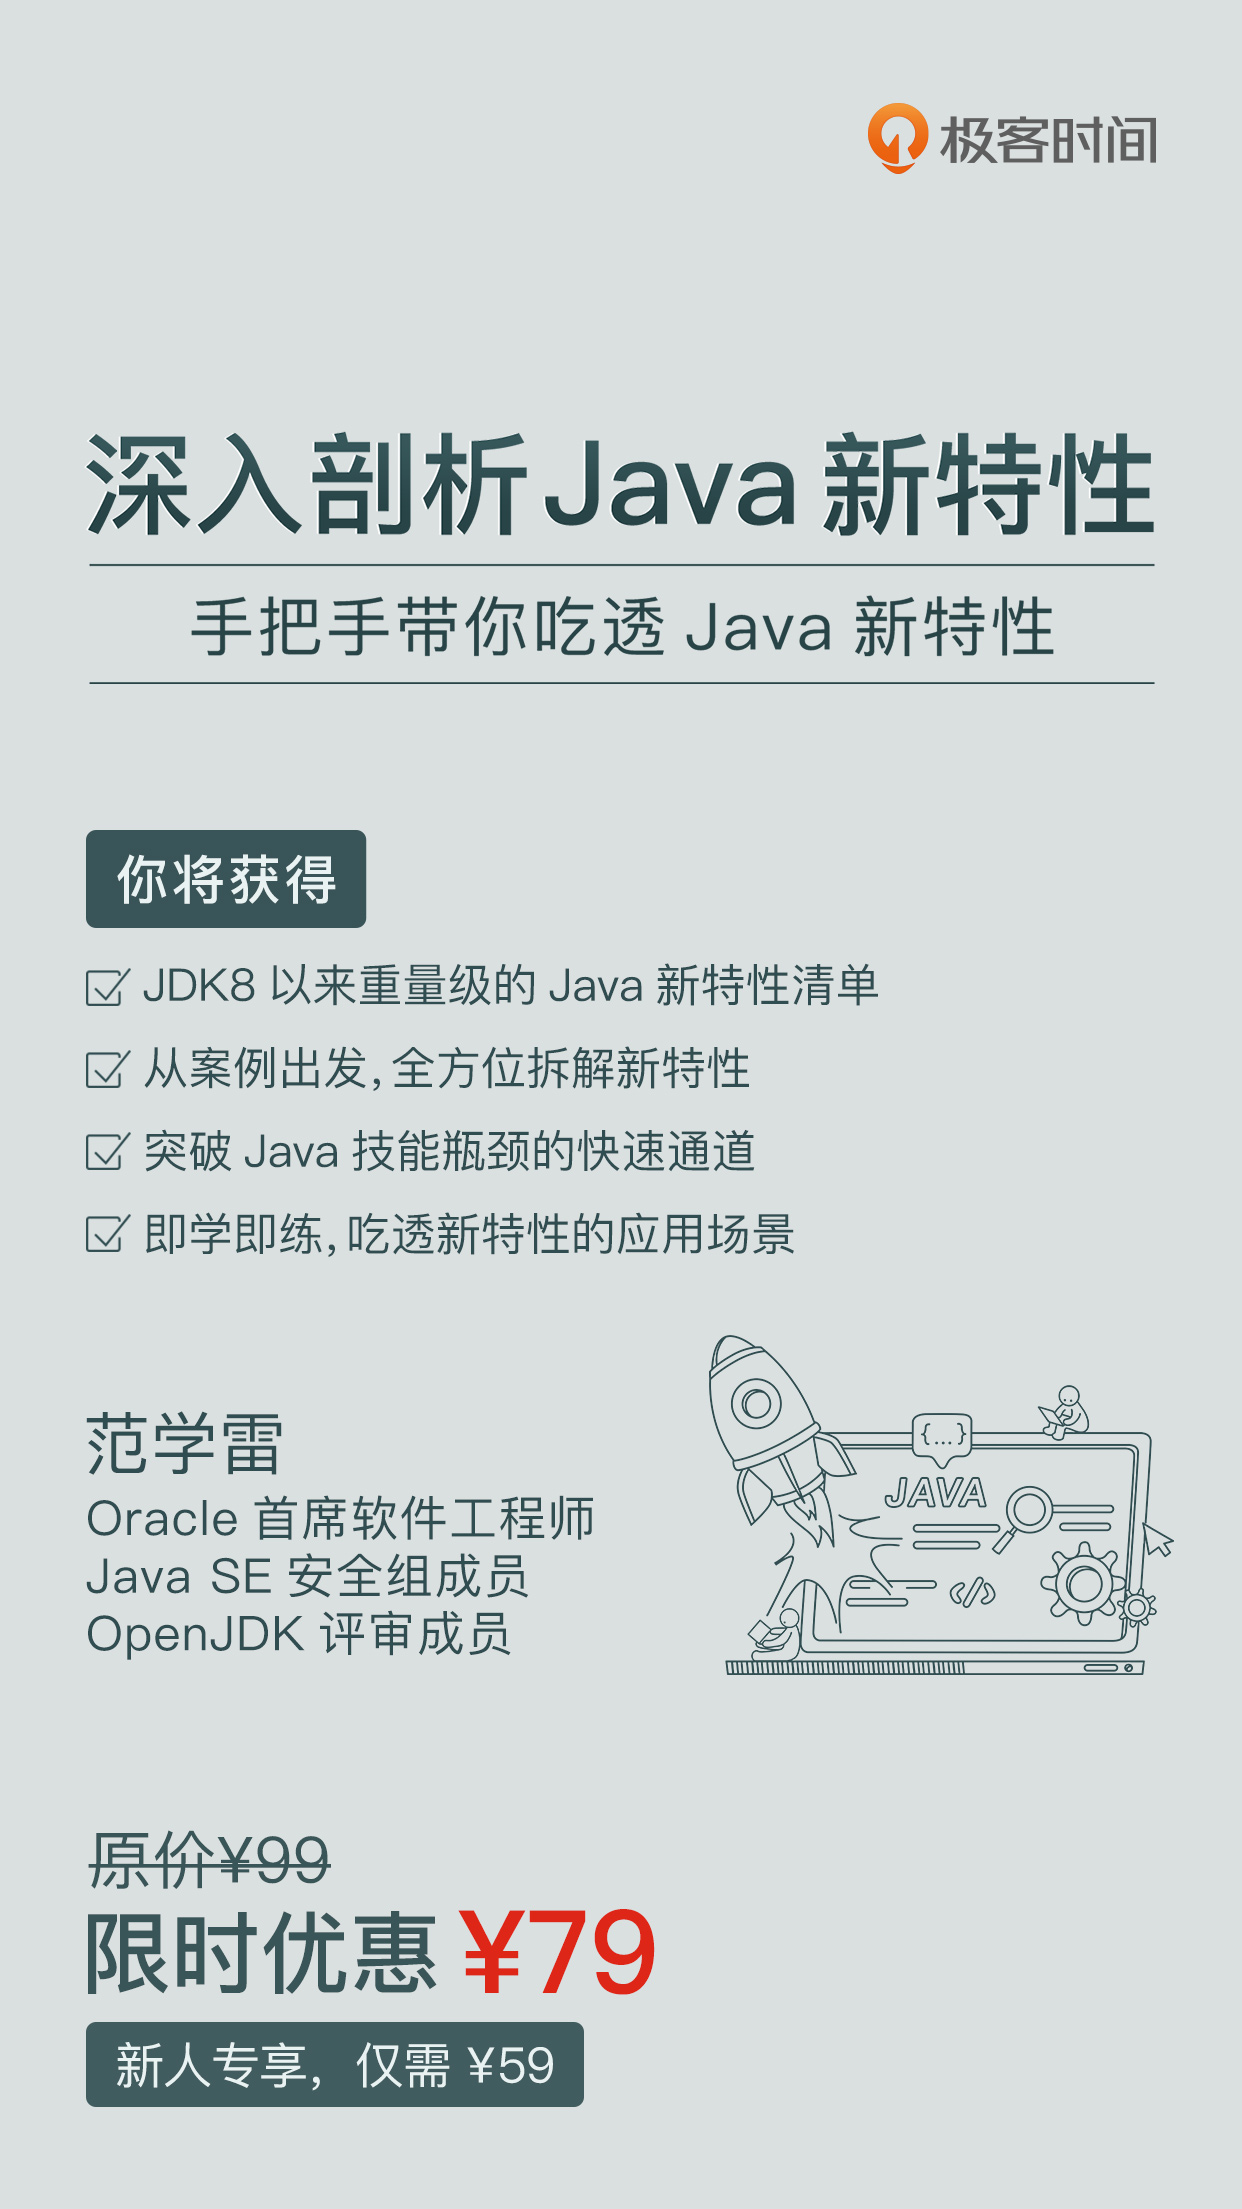 极客时间
深入剖析 Java 新特性
手把手带你吃透 Java 新特性
你将获得
JDK8 以来重量级的 Java 新特性清单
从案例出发，全方位拆解新特性
突破 Java 技能瓶颈的快速通道
即学即练，吃透新特性的应用场景
范学雷
Oracle 首席软件工程师
Java SE 安全组成员
OpenJDK 评审成员
{...}
JAVA
</>
原价¥99
限时优惠 ¥79
新人专享，仅需 ¥59